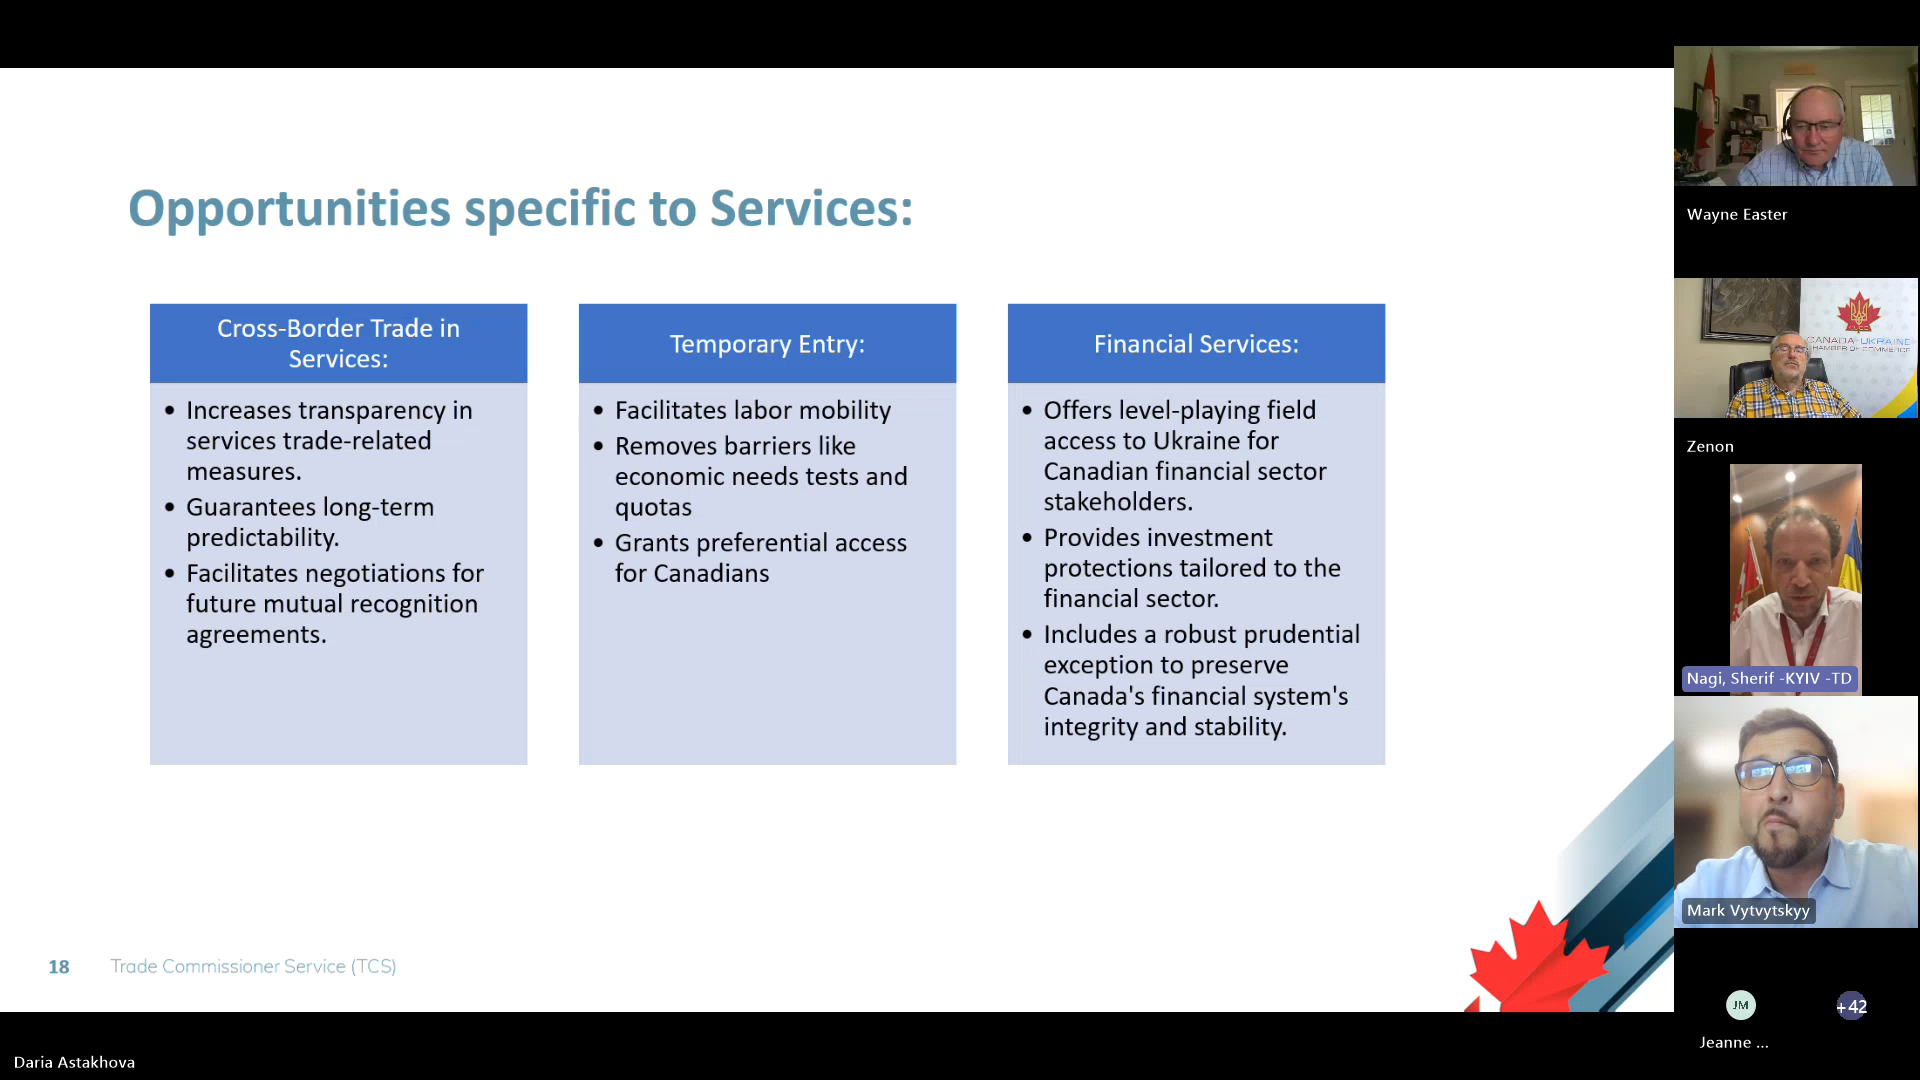 Opportunities specific to Services:
Cross-Border Trade in
Services:
• Increases transparency in
services trade-related
measures.
• Guarantees long-term
predictability.
• Facilitates negotiations for
future mutual recognition
agreements.
Temporary Entry:
• Facilitates labor mobility
• Removes barriers like
economic needs tests and
quotas
• Grants preferential access
for Canadians
Financial Services:
• Offers level-playing field
access to Ukraine for
Canadian financial sector
stakeholders.
• Provides investment
protections tailored to the
financial sector.
• Includes a robust prudential
exception to preserve
Canada's financial system's
integrity and stability.
18
Trade Commissioner Service (TCS)
Daria Astakhova
Wayne Easter
CANADA-UKRAINE
CHAMBER OF COMMERCE
Zenon
Nagi, Sherif -KYIV -TD
Mark Vytvytskyy
JM
+42
Jeanne ...